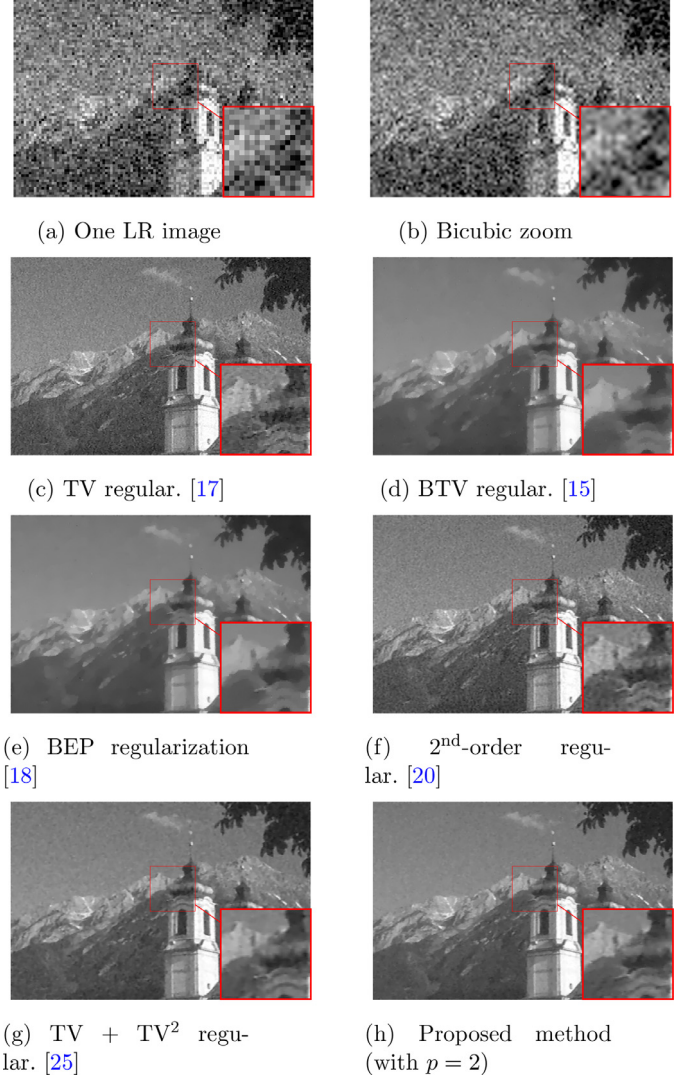 (a) One LR image
(b) Bicubic zoom
(c) TV regular. [17]
(d) BTV regular. [15]
(e) BEP regularization
[18]
(f) 2nd-order regu-
lar. [20]
(g) TV + TV² regu-
lar. [25]
(h) Proposed method
(with p = 2)